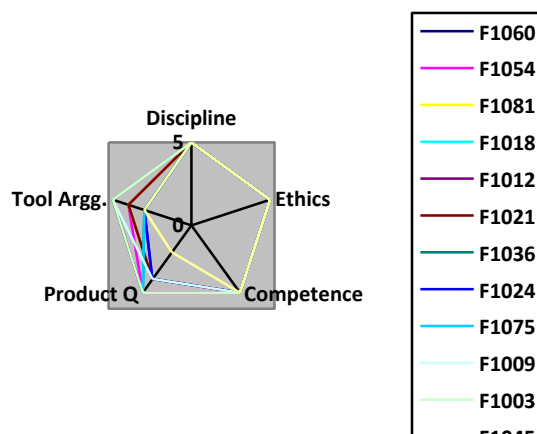 Discipline
5
Tool Argg.
Ethics
0
Product Q
Competence
F1060
F1054
F1081
F1018
F1012
F1021
F1036
F1024
F1075
F1009
F1003